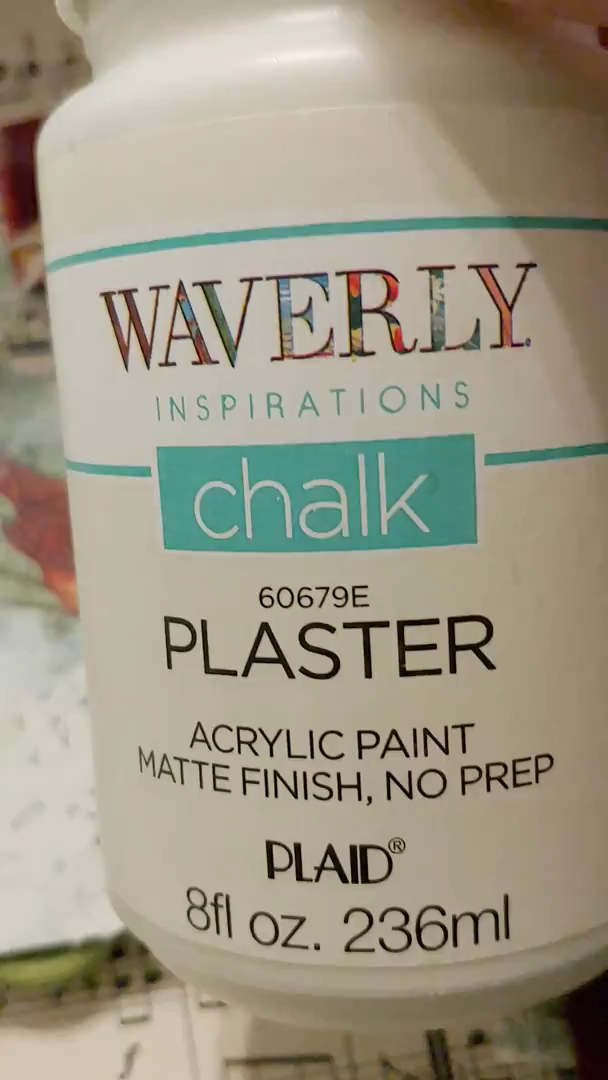 WAVERLY
INSPIRATIONS
chalk
60679E
PLASTER
ACRYLIC PAINT
MATTE FINISH, NO PREP
PLAID®
8fl oz. 236ml